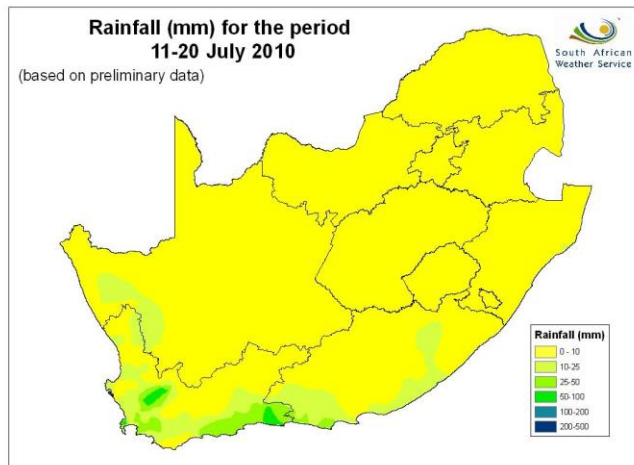 Rainfall (mm) for the period
11-20 July 2010
(based on preliminary data)
South African
Weather Service
Rainfall (mm)
0 - 10
10-25
25-50
50-100
100-200
200-500